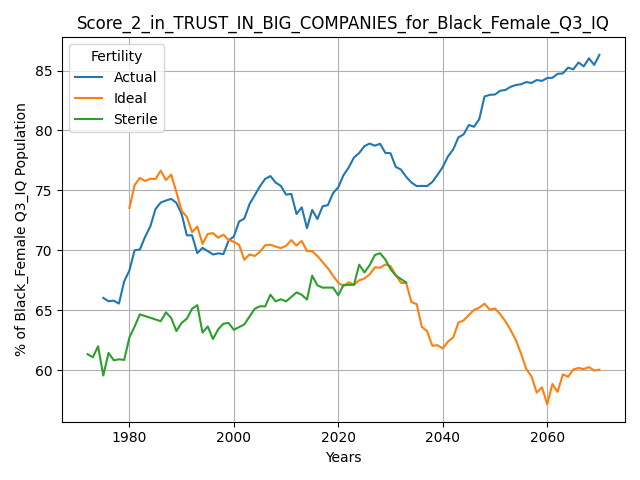 Score_2_in_TRUST_IN_BIG_COMPANIES_for_Black_Female_Q3_IQ
Fertility
Actual
Ideal
Sterile
% of Black_Female Q3_IQ Population
85
80
75
70
65
60
1980 2000 2020 2040 2060
Years